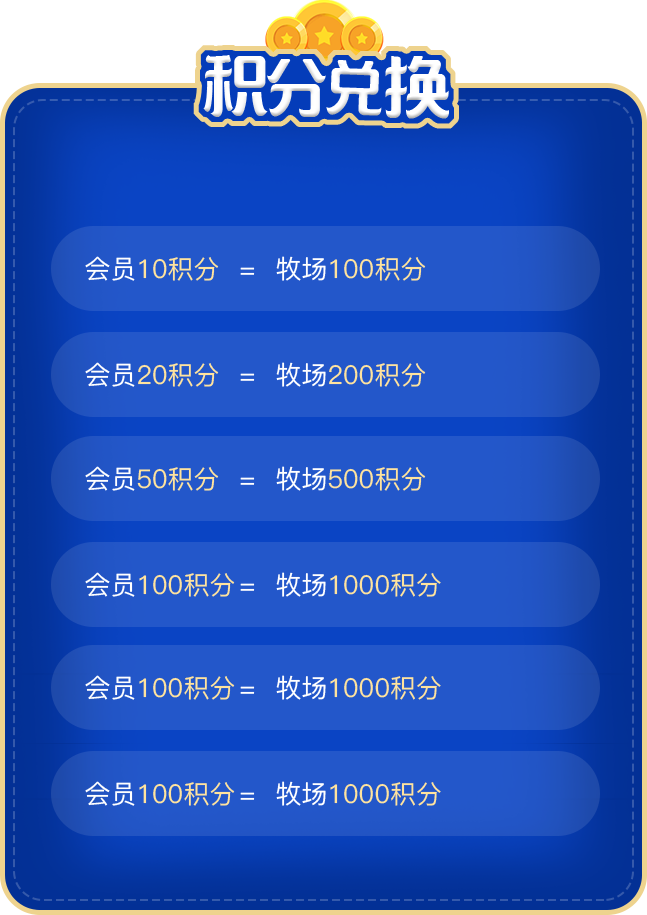 积分兑换
会员10积分 = 牧场100积分
会员20积分 = 牧场200积分
会员50积分 = 牧场500积分
会员100积分 = 牧场1000积分
会员100积分 = 牧场1000积分
会员100积分 = 牧场1000积分